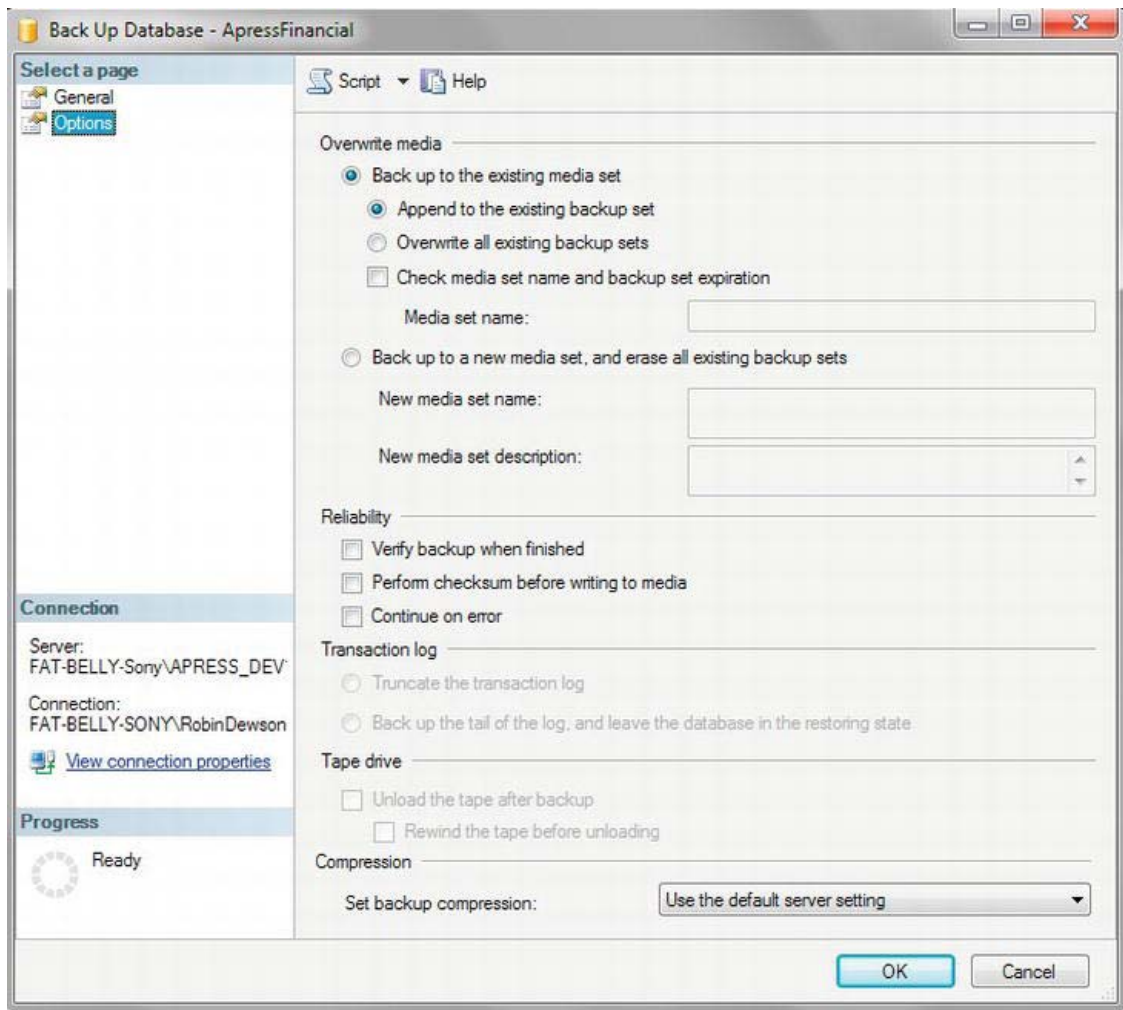 Back Up Database - ApressFinancial
Select a page
General
Options
Script
Help
Overwrite media
Back up to the existing media set
Append to the existing backup set
Overwrite all existing backup sets
Check media set name and backup set expiration
Media set name:
Back up to a new media set, and erase all existing backup sets
New media set name:
New media set description:
Reliability
Verify backup when finished
Perform checksum before writing to media
Continue on error
Transaction log
Truncate the transaction log
Back up the tail of the log, and leave the database in the restoring state
Tape drive
Unload the tape after backup
Rewind the tape before unloading
Compression
Set backup compression:
Use the default server setting
Connection
Server:
FAT-BELLY-Sony\APRESS_DEV
Connection:
FAT-BELLY-SONY\RobinDewson
View connection properties
Progress
Ready
OK
Cancel